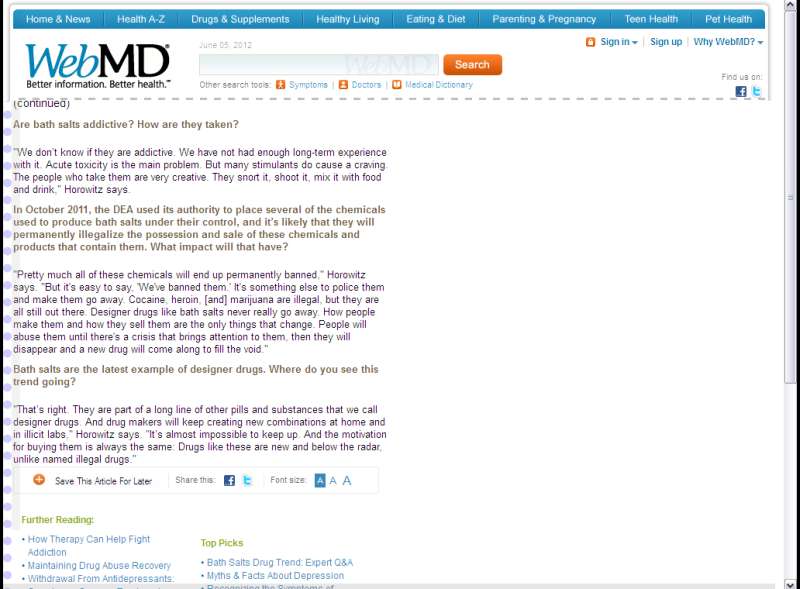 Home & News Health A-Z Drugs & Supplements Healthy Living Eating & Diet Parenting & Pregnancy Teen Health Pet Health
Sign in Sign up Why WebMD?
June 05, 2012
WebMD
Better information. Better health.™
Search
Other search tools: Symptoms | Doctors | Medical Dictionary
Find us on:
(continued)
Are bath salts addictive? How are they taken?
"We don't know if they are addictive. We have not had enough long-term experience
with it. Acute toxicity is the main problem. But many stimulants do cause a craving.
The people who take them are very creative. They snort it, shoot it, mix it with food
and drink," Horowitz says.
In October 2011, the DEA used its authority to place several of the chemicals
used to produce bath salts under their control, and it's likely that they will
permanently illegalize the possession and sale of these chemicals and
products that contain them. What impact will that have?
"Pretty much all of these chemicals will end up permanently banned," Horowitz
says. "But it's easy to say, 'We've banned them.' It's something else to police them
and make them go away. Cocaine, heroin, [and] marijuana are illegal, but they are
all still out there. Designer drugs like bath salts never really go away. How people
make them and how they sell them are the only things that change. People will
abuse them until there's a crisis that brings attention to them, then they will
disappear and a new drug will come along to fill the void."
Bath salts are the latest example of designer drugs. Where do you see this
trend going?
"That's right. They are part of a long line of other pills and substances that we call
designer drugs. And drug makers will keep creating new combinations at home and
in illicit labs," Horowitz says. "It's almost impossible to keep up. And the motivation
for buying them is always the same: Drugs like these are new and below the radar,
unlike named illegal drugs."
Save This Article For Later Share this: Font size: A A A
Further Reading:
• How Therapy Can Help Fight
Addiction
• Maintaining Drug Abuse Recovery
• Withdrawal From Antidepressants:
Top Picks
• Bath Salts Drug Trend: Expert Q&A
• Myths & Facts About Depression
• Recognizing the Symptoms of